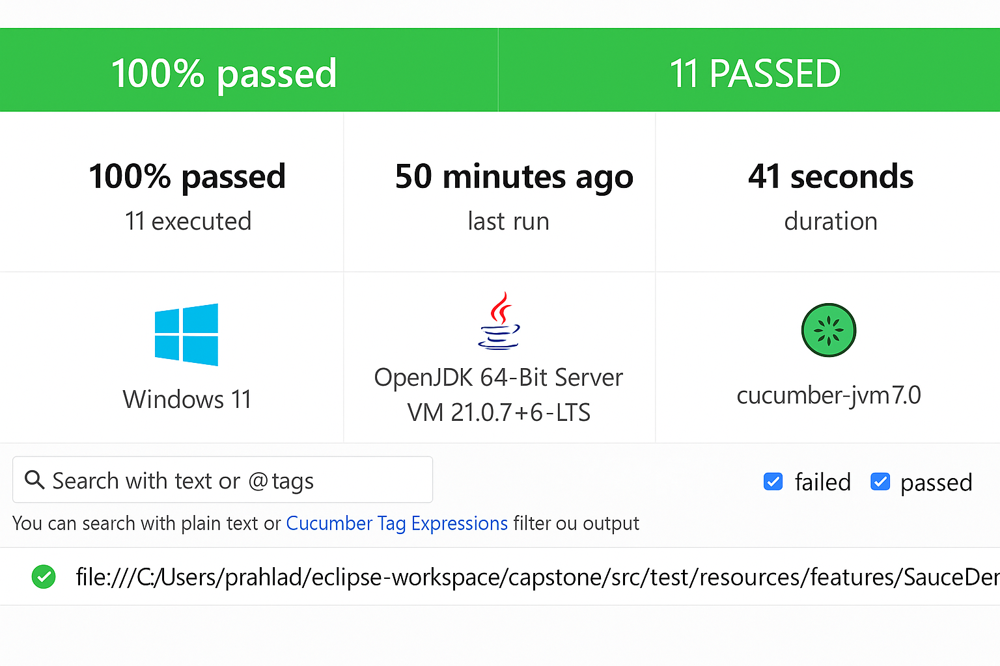 100% passed
11 PASSED
100% passed
11 executed
50 minutes ago
last run
41 seconds
duration
Windows 11
OpenJDK 64-Bit Server
VM 21.0.7+6-LTS
cucumber-jvm7.0
Search with text or @tags
failed
passed
You can search with plain text or Cucumber Tag Expressions filter ou output
file:///C:/Users/prahlad/eclipse-workspace/capstone/src/test/resources/features/SauceDem